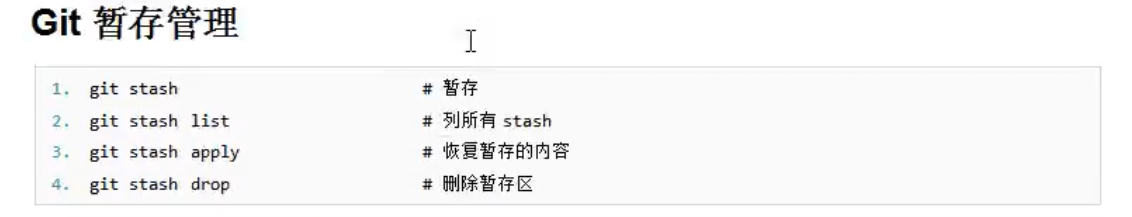 Git 暂存管理
1. git stash # 暂存
2. git stash list # 列所有 stash
3. git stash apply # 恢复暂存的内容
4. git stash drop # 删除暂存区